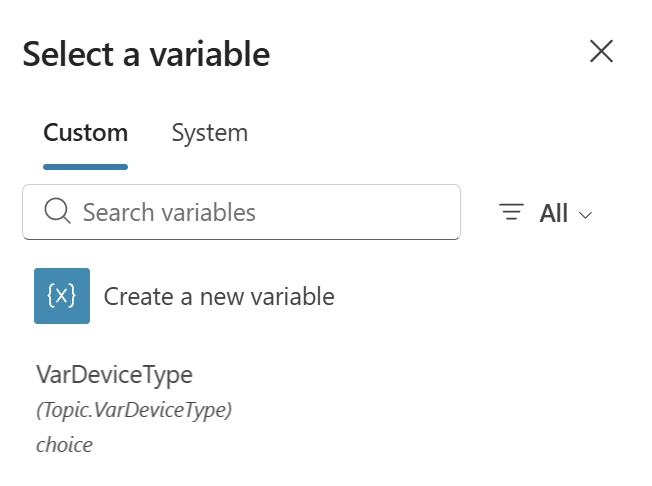 Select a variable
Custom System
Search variables All
{x} Create a new variable
VarDeviceType
(Topic.VarDeviceType)
choice